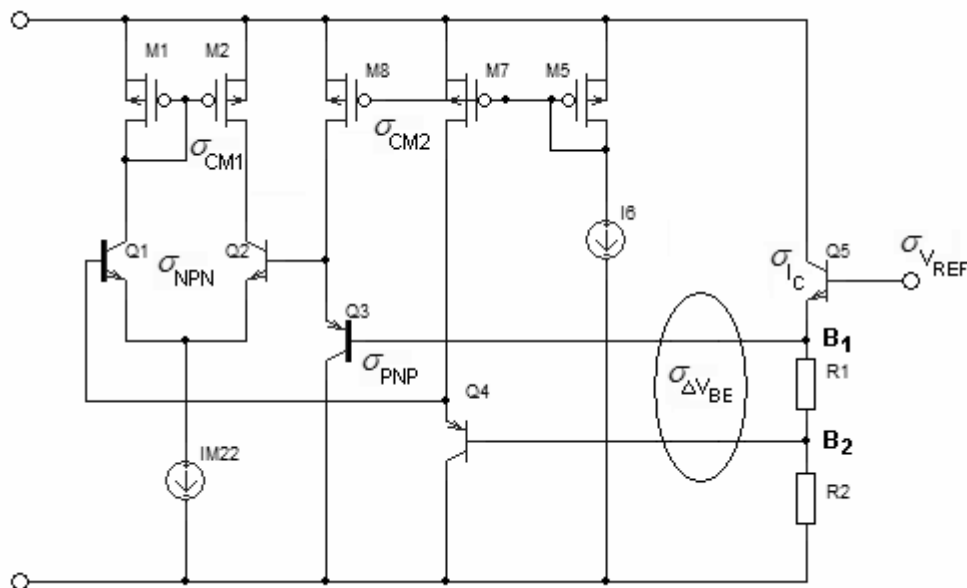 M1
M2
M8
M7
M5
σCM1
σCM2
I6
Q1
Q2
σNPN
Q5
σIC
σVREF
Q3
B1
σPNP
R1
σΔVBE
Q4
B2
IM22
R2